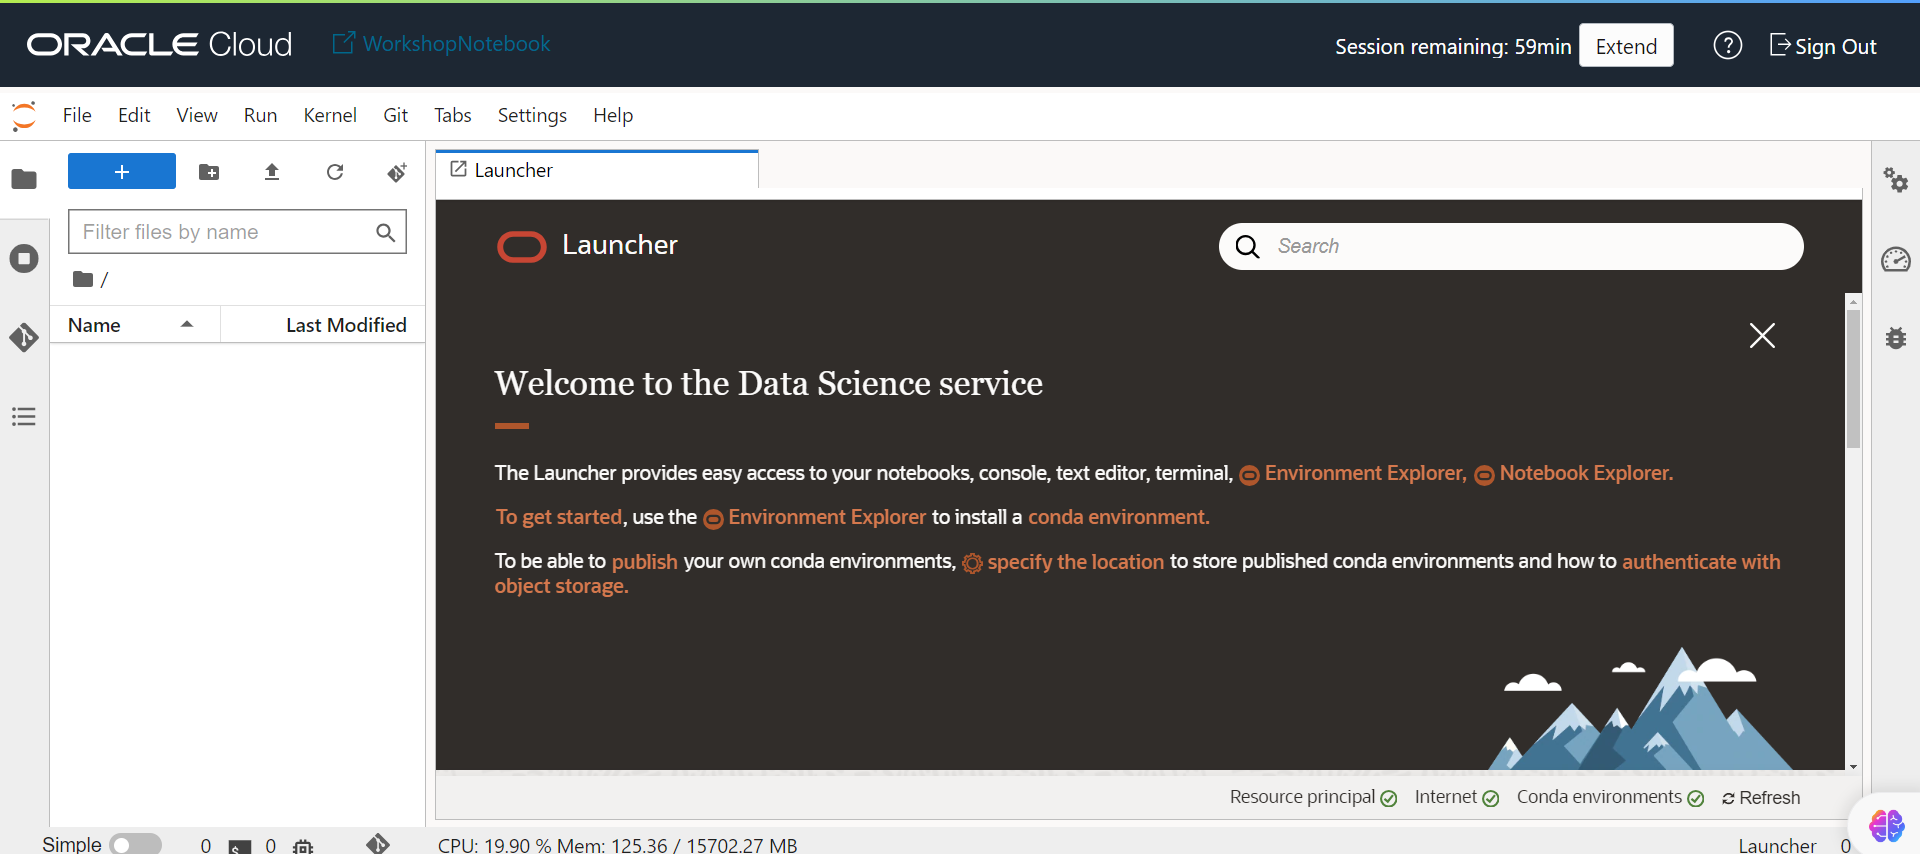 ORACLE Cloud WorkshopNotebook Session remaining: 59min Extend ? Sign Out
File Edit View Run Kernel Git Tabs Settings Help
+ Launcher
Filter files by name
/
Name Last Modified
Launcher Search
Welcome to the Data Science service
The Launcher provides easy access to your notebooks, console, text editor, terminal, Environment Explorer, Notebook Explorer.
To get started, use the Environment Explorer to install a conda environment.
To be able to publish your own conda environments, specify the location to store published conda environments and how to authenticate with
object storage.
Resource principal Internet Conda environments Refresh
Simple 0 $ 0 CPU: 19.90 % Mem: 125.36 / 15702.27 MB Launcher 0